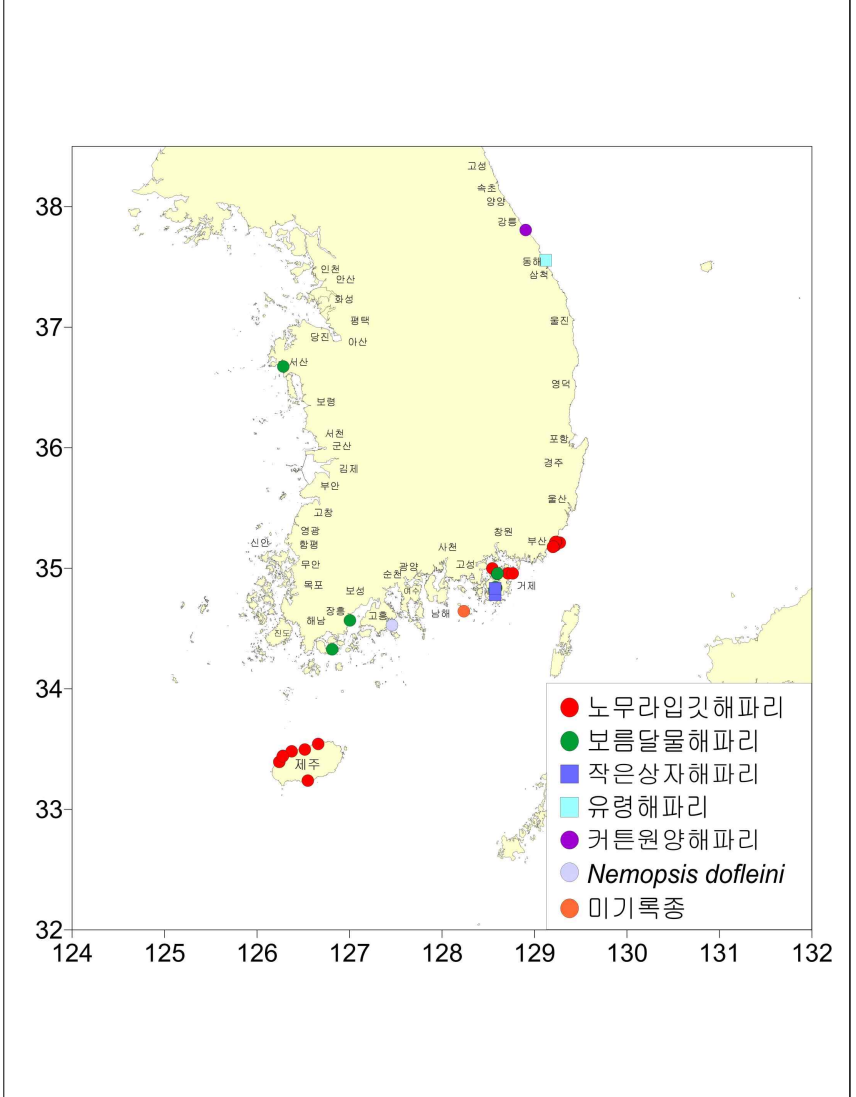 고성
속초
양양
38
강릉
동해
인천
삼척
안산
화성
울진
평택
37
당진
아산
서산
영덕
보령
서천
포항
군산
36
경주
김제
부안
울산
고창
영광
창원
신안
함평
부산
사천
35
무안
광양
고성
순천
목포
보성
여수
거제
장흥
고흥
남해
해남
진도
34
노무라입깃해파리
보름달물해파리
제주
작은상자해파리
유령해파리
33
커튼원양해파리
Nemopsis dofleini
미기록종
32
124 125 126 127 128 129 130 131 132